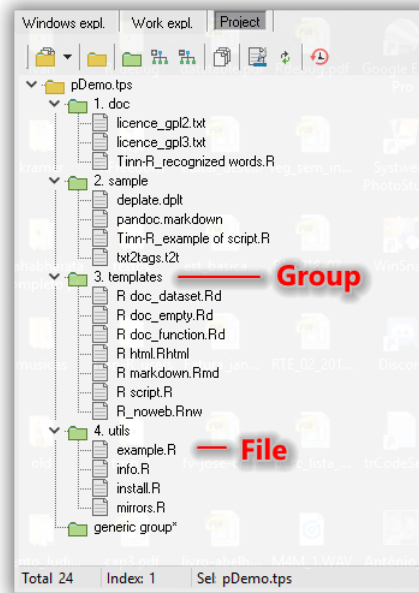 Windows expl. Work expl. Project
pDemo.tps
1. doc
licence_gpl2.txt
licence_gpl3.txt
Tinn-R_recognized words.R
2. sample
deplate.dplt
pandoc.markdown
Tinn-R_example of script.R
txt2tags.t2t
3. templates Group
R doc_dataset.Rd
R doc_empty.Rd
R doc_function.Rd
R html.Rhtml
R markdown.Rmd
R script.R
R_noweb.Rnw
4. utils
example.R File
info.R
install.R
mirrors.R
generic group*
Total 24 Index: 1 Sel: pDemo.tps